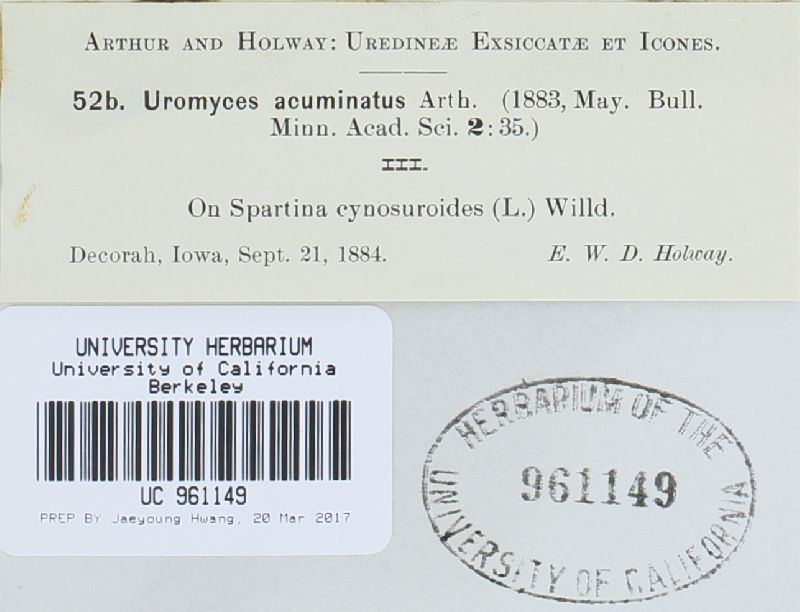 ARTHUR AND HOLWAY: UREDINEÆ EXSICCATÆ ET ICONES.
52b. Uromyces acuminatus Arth. (1883, May. Bull.
Minn. Acad. Sci. 2: 35.)
III.
On Spartina cynosuroides (L.) Willd.
Decorah, Iowa, Sept. 21, 1884. E. W. D. Holway.
UNIVERSITY HERBARIUM
University of California
Berkeley
UC 961149
PREP BY Jaeyoung Hwang, 20 Mar 2017
HERBARIUM OF THE
961149
UNIVERSITY OF CALIFORNIA